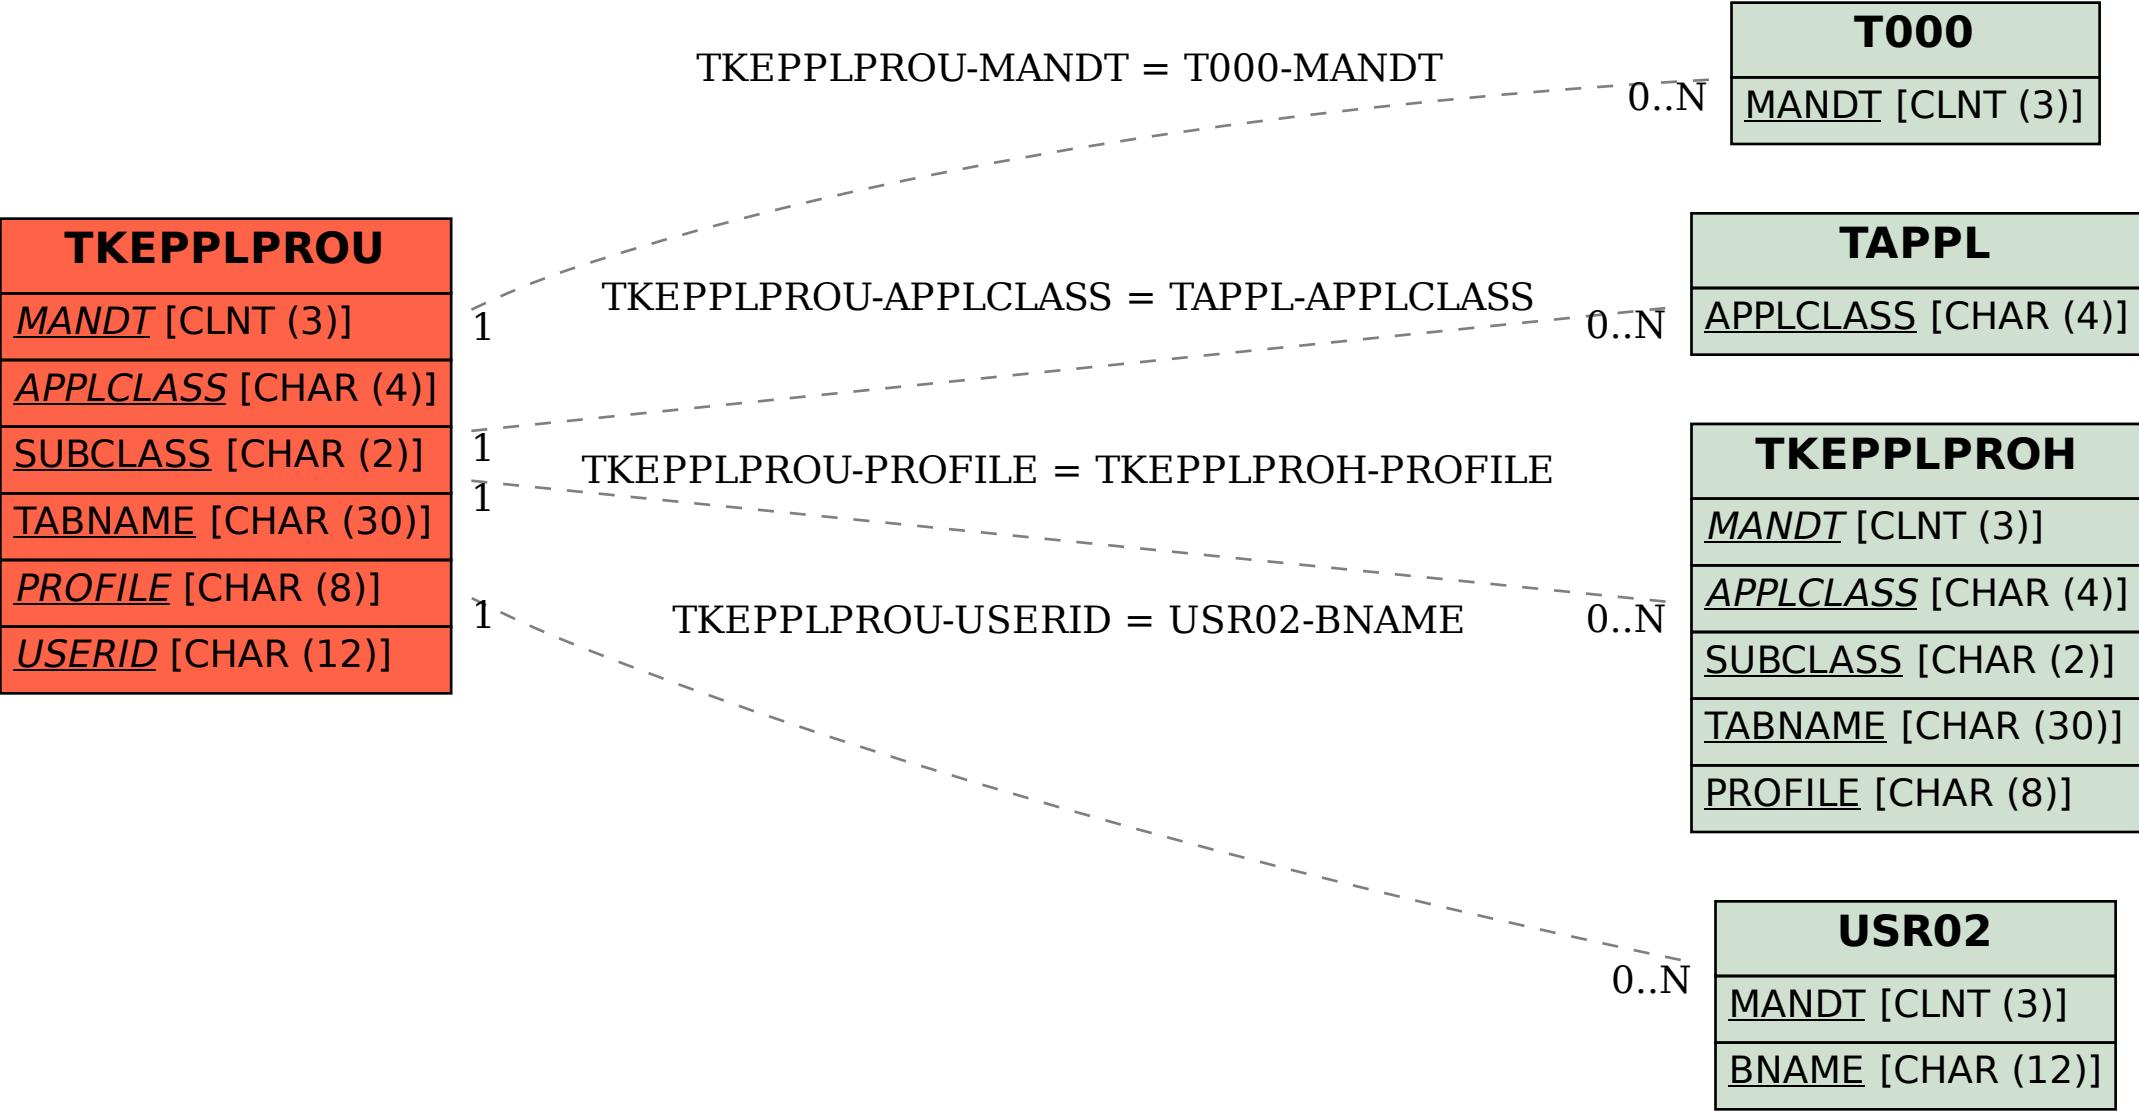 TKEPPLPROU
MANDT [CLNT (3)]
APPLCLASS [CHAR (4)]
SUBCLASS [CHAR (2)]
TABNAME [CHAR (30)]
PROFILE [CHAR (8)]
USERID [CHAR (12)]
TKEPPLPROU-MANDT = T000-MANDT
1
0..N
TKEPPLPROU-APPLCLASS = TAPPL-APPLCLASS
1
0..N
TKEPPLPROU-PROFILE = TKEPPLPROH-PROFILE
1
0..N
TKEPPLPROU-USERID = USR02-BNAME
1
0..N
T000
MANDT [CLNT (3)]
TAPPL
APPLCLASS [CHAR (4)]
TKEPPLPROH
MANDT [CLNT (3)]
APPLCLASS [CHAR (4)]
SUBCLASS [CHAR (2)]
TABNAME [CHAR (30)]
PROFILE [CHAR (8)]
USR02
MANDT [CLNT (3)]
BNAME [CHAR (12)]